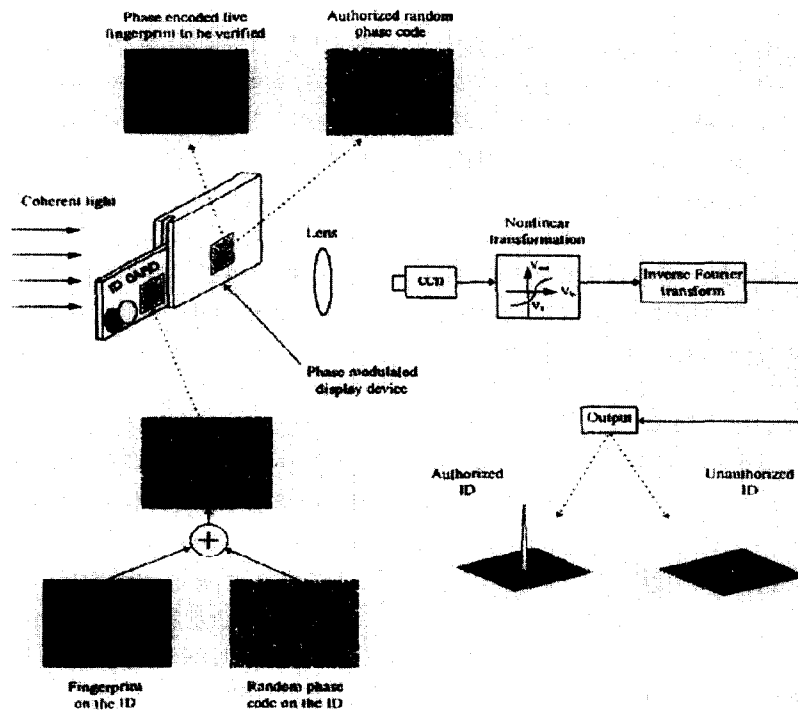 Phase encoded live
fingerprint to be verified
Authorized random
phase code
Coherent light
ID CARD
Lens
Nonlinear
transformation
CCD
Inverse Fourier
transform
Phase modulated
display device
Output
Authorized
ID
Unauthorized
ID
+
Fingerprint
on the ID
Random phase
code on the ID